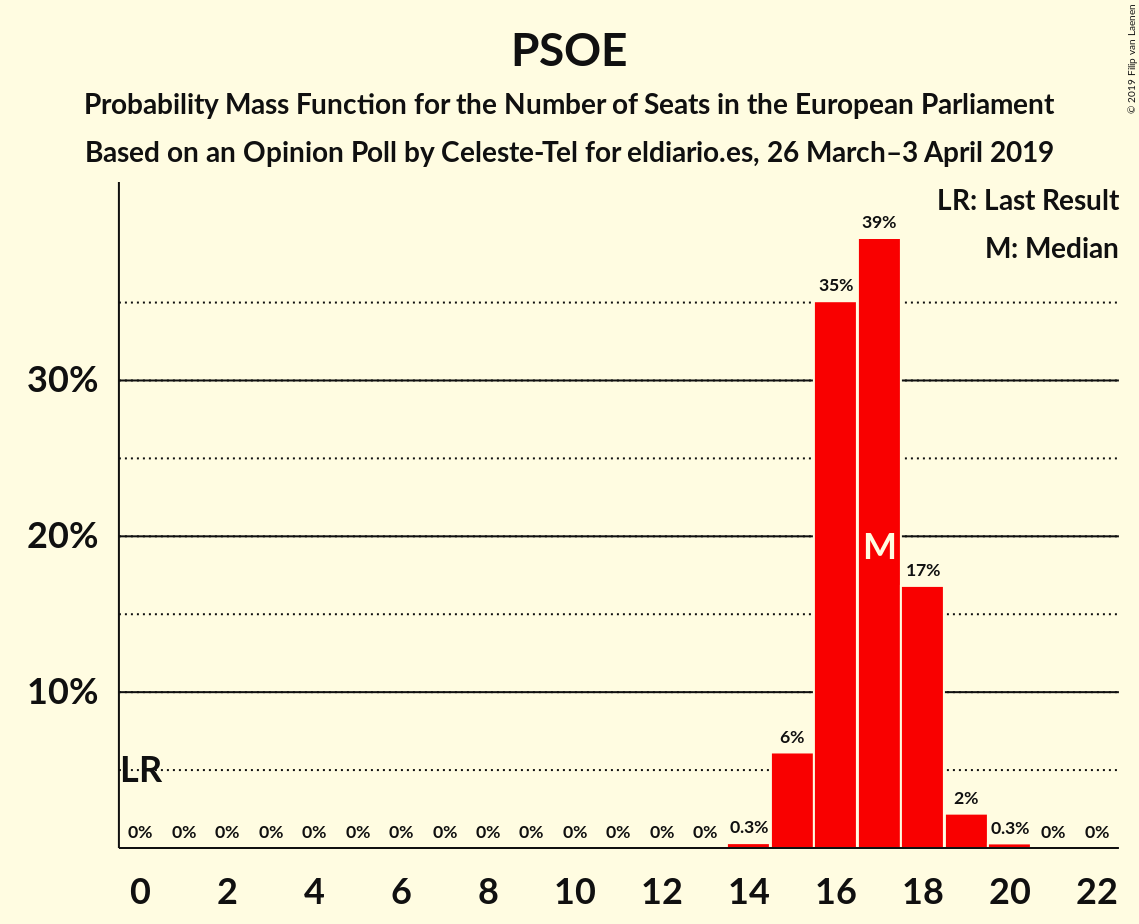 PSOE
Probability Mass Function for the Number of Seats in the European Parliament
Based on an Opinion Poll by Celeste-Tel for eldiario.es, 26 March–3 April 2019
© 2019 Filip van Laenen
LR: Last Result
M: Median
39%
35%
30%
20%
M
17%
10%
6%
LR
2%
0% 0% 0% 0% 0% 0% 0% 0% 0% 0% 0% 0% 0% 0% 0.3% 0.3% 0% 0%
0 2 4 6 8 10 12 14 16 18 20 22